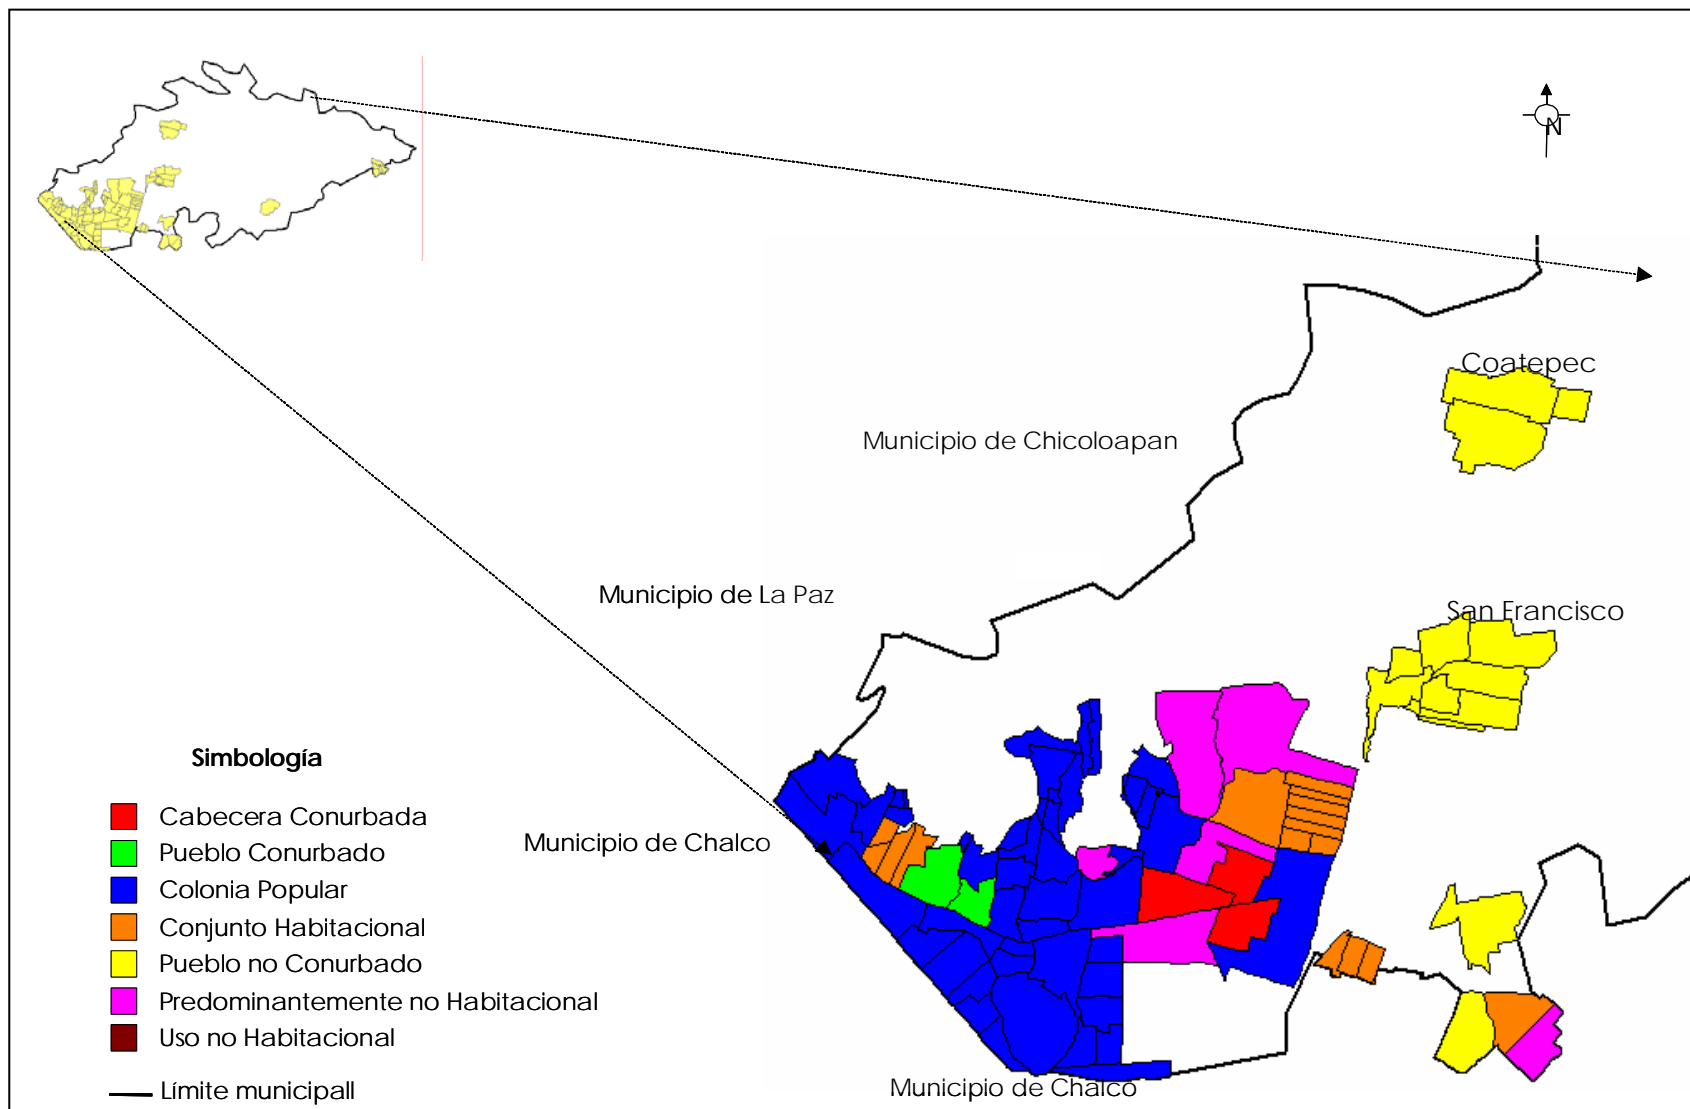 N
Coatepec
Municipio de Chicoloapan
Municipio de La Paz
San Francisco
Municipio de Chalco
Simbología
Cabecera Conurbada
Pueblo Conurbado
Colonia Popular
Conjunto Habitacional
Pueblo no Conurbado
Predominantemente no Habitacional
Uso no Habitacional
Límite municipall
Municipio de Chalco